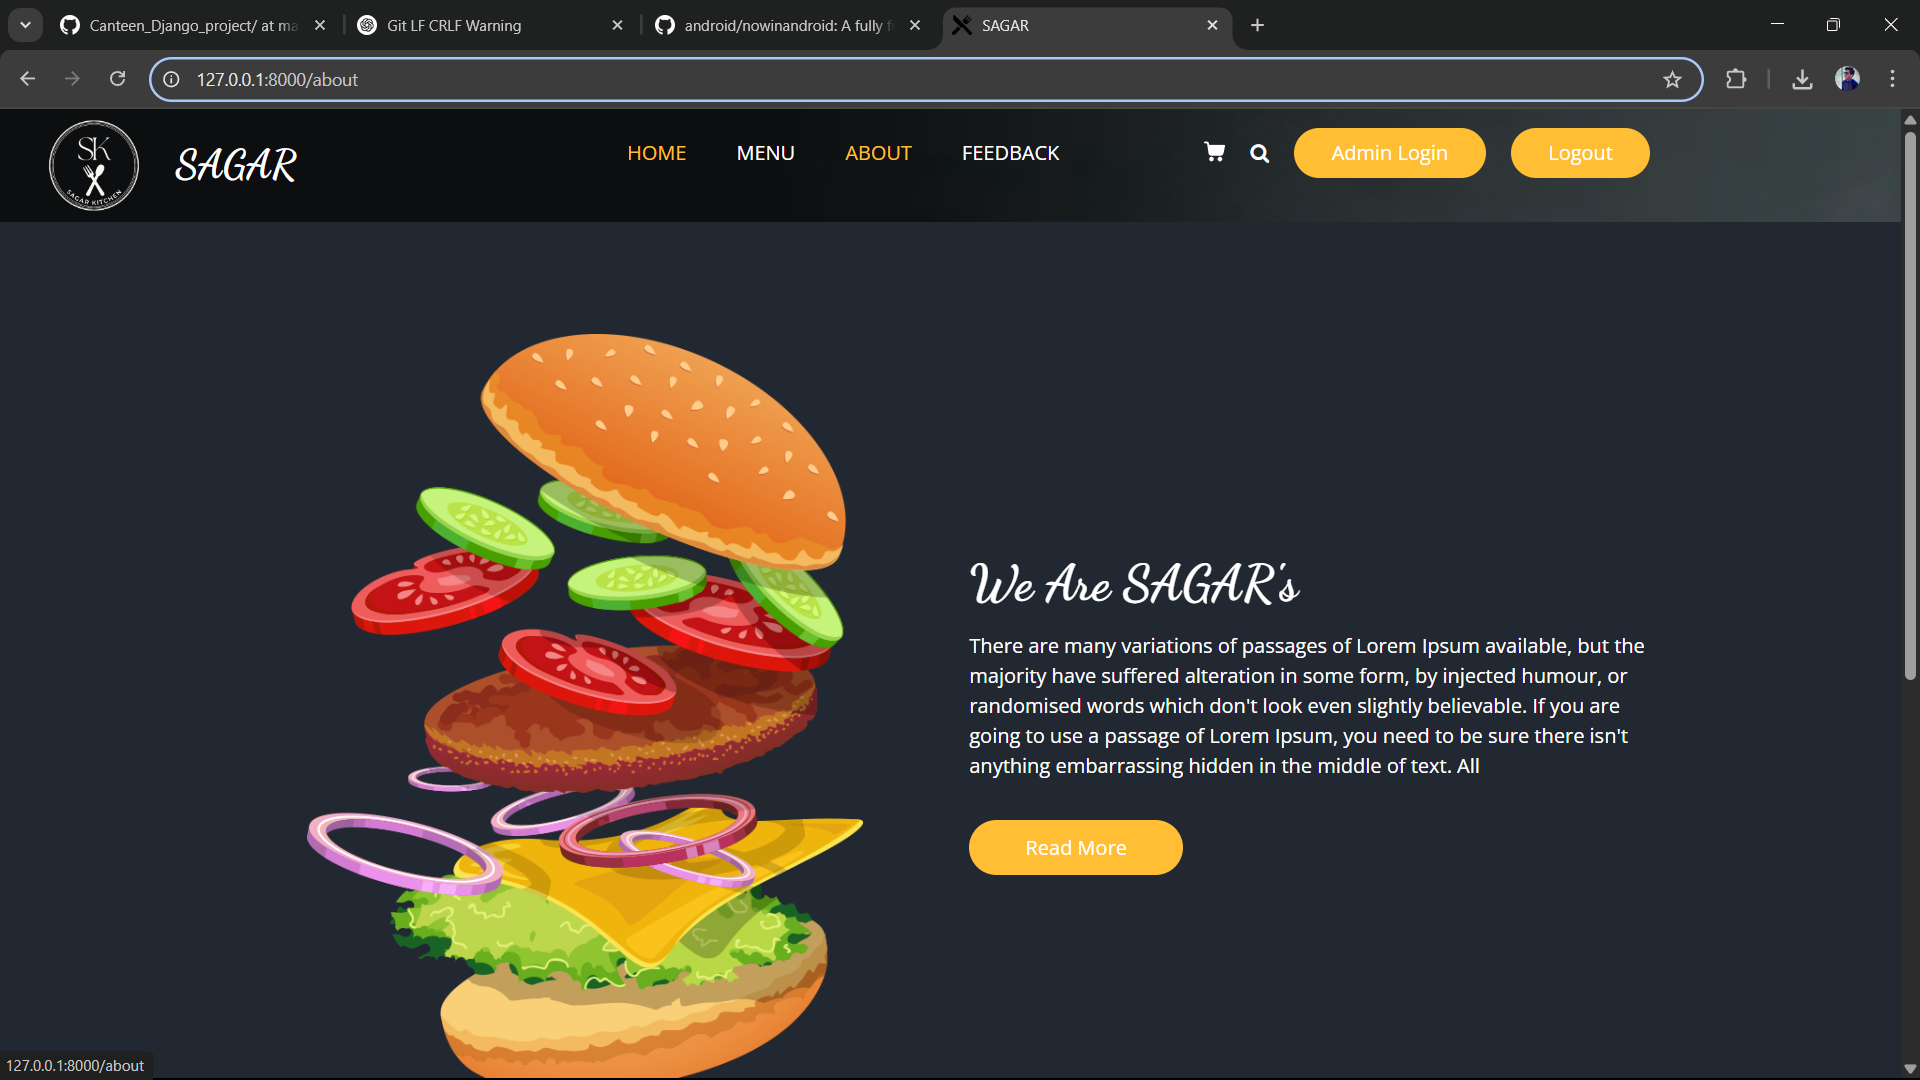 Canteen_Django_project/ at ma
Git LF CRLF Warning
android/nowinandroid: A fully f
SAGAR
127.0.0.1:8000/about
SK
SAGAR KITCHEN
SAGAR
HOME
MENU
ABOUT
FEEDBACK
Admin Login
Logout
We Are SAGAR's
There are many variations of passages of Lorem Ipsum available, but the
majority have suffered alteration in some form, by injected humour, or
randomised words which don't look even slightly believable. If you are
going to use a passage of Lorem Ipsum, you need to be sure there isn't
anything embarrassing hidden in the middle of text. All
Read More
127.0.0.1:8000/about